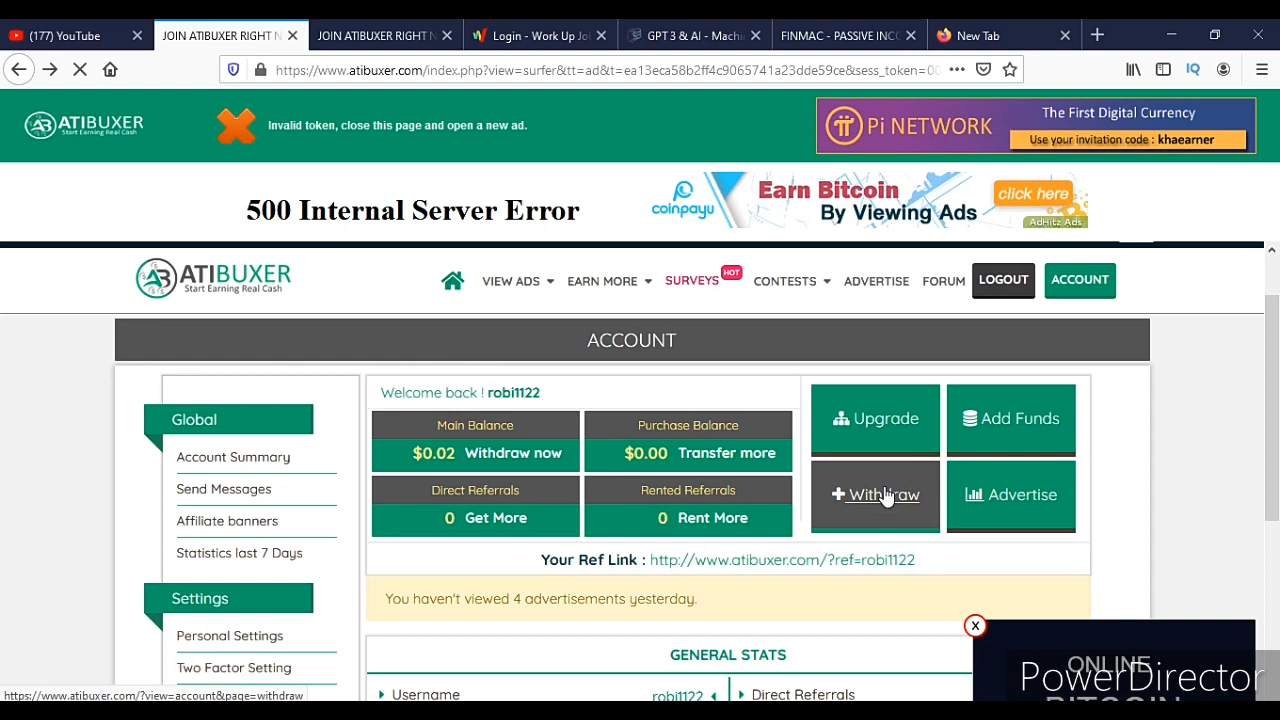 (177) YouTube
JOIN ATIBUXER RIGHT N
JOIN ATIBUXER RIGHT N
Login - Work Up Jo
GPT 3 & AI - Machi
FINMAC - PASSIVE INCO
New Tab
https://www.atibuxer.com/index.php?view=surfer&tt=ad&t=ea13eca58b2ff4c9065741a23dde59ce&sess_token=00
IQ
ATIBUXER
Start Earning Real Cash
Invalid token, close this page and open a new ad.
Pi NETWORK
The First Digital Currency
Use your invitation code : khaearner
500 Internal Server Error
coinpayu
Earn Bitcoin
By Viewing Ads
click here
AdHitz Ads
ATIBUXER
Start Earning Real Cash
VIEW ADS
EARN MORE
SURVEYS
HOT
CONTESTS
ADVERTISE
FORUM
LOGOUT
ACCOUNT
ACCOUNT
Global
Account Summary
Send Messages
Affiliate banners
Statistics last 7 Days
Settings
Personal Settings
Two Factor Setting
Welcome back ! robi1122
Main Balance
$0.02 Withdraw now
Purchase Balance
$0.00 Transfer more
Direct Referrals
0 Get More
Rented Referrals
0 Rent More
Upgrade
Add Funds
Withdraw
Advertise
Your Ref Link : http://www.atibuxer.com/?ref=robi1122
You haven't viewed 4 advertisements yesterday.
GENERAL STATS
Username
robi1122
Direct Referrals
X
ONLINE
BITCOIN
PowerDirector
https://www.atibuxer.com/?view=account&page=withdraw